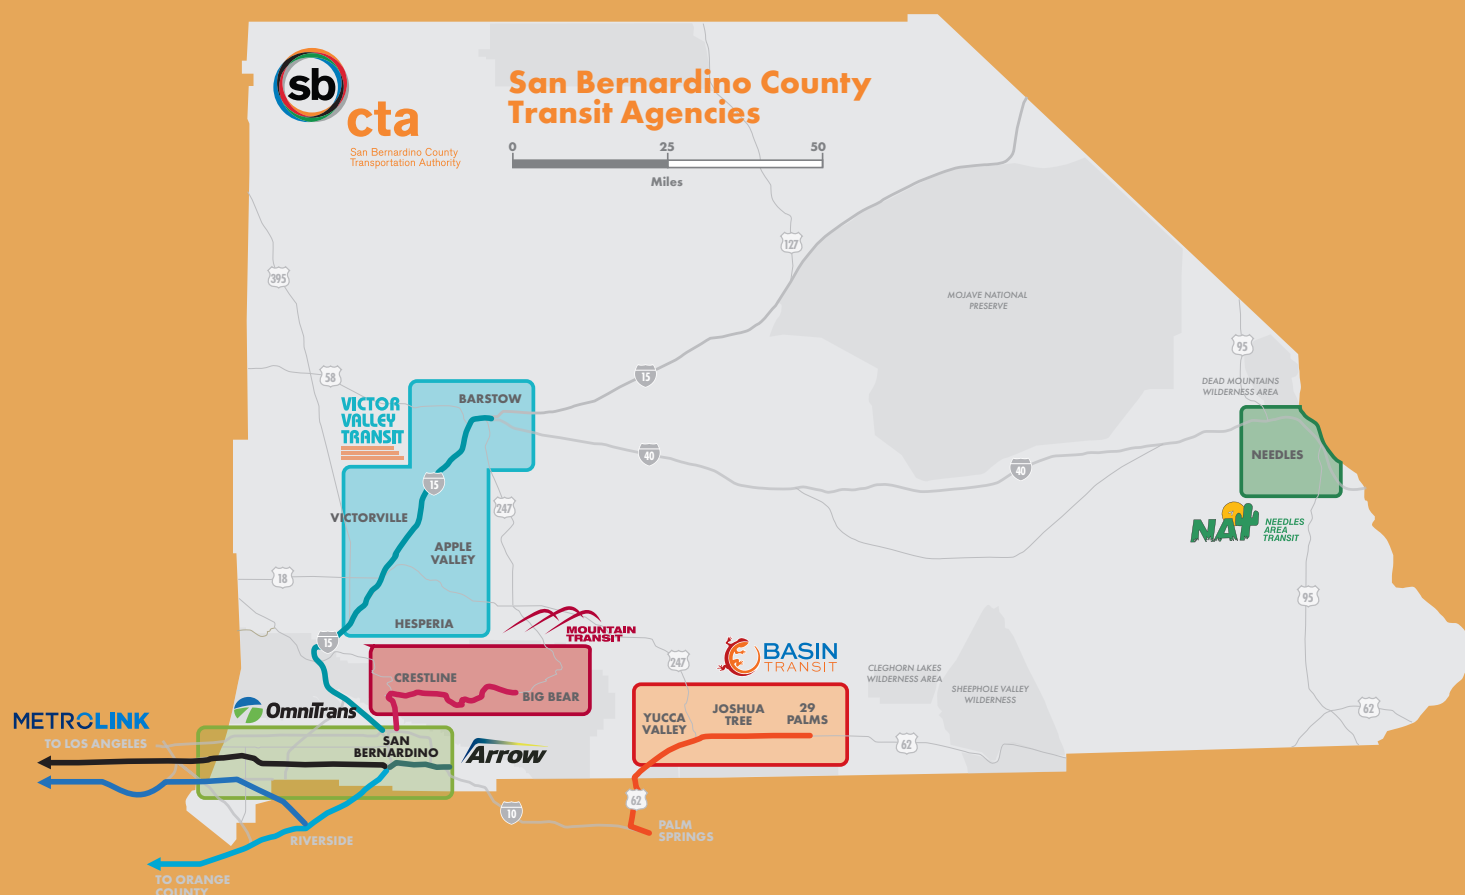 sb
cta
San Bernardino County
Transportation Authority
San Bernardino County
Transit Agencies
0 25 50
Miles
127
395
MOJAVE NATIONAL
PRESERVE
95
58
15
DEAD MOUNTAINS
WILDERNESS AREA
VICTOR
VALLEY
TRANSIT
BARSTOW
40
40
NEEDLES
15
247
VICTORVILLE
NAT
NEEDLES
AREA
TRANSIT
APPLE
VALLEY
18
95
HESPERIA
15
MOUNTAIN
TRANSIT
BASIN
TRANSIT
247
CLEGHORN LAKES
WILDERNESS AREA
SHEEPHOLE VALLEY
WILDERNESS
CRESTLINE
BIG BEAR
OmniTrans
METROLINK
TO LOS ANGELES
YUCCA
VALLEY
JOSHUA
TREE
29
PALMS
62
62
SAN
BERNARDINO
Arrow
62
10
PALM
SPRINGS
RIVERSIDE
TO ORANGE
COUNTY